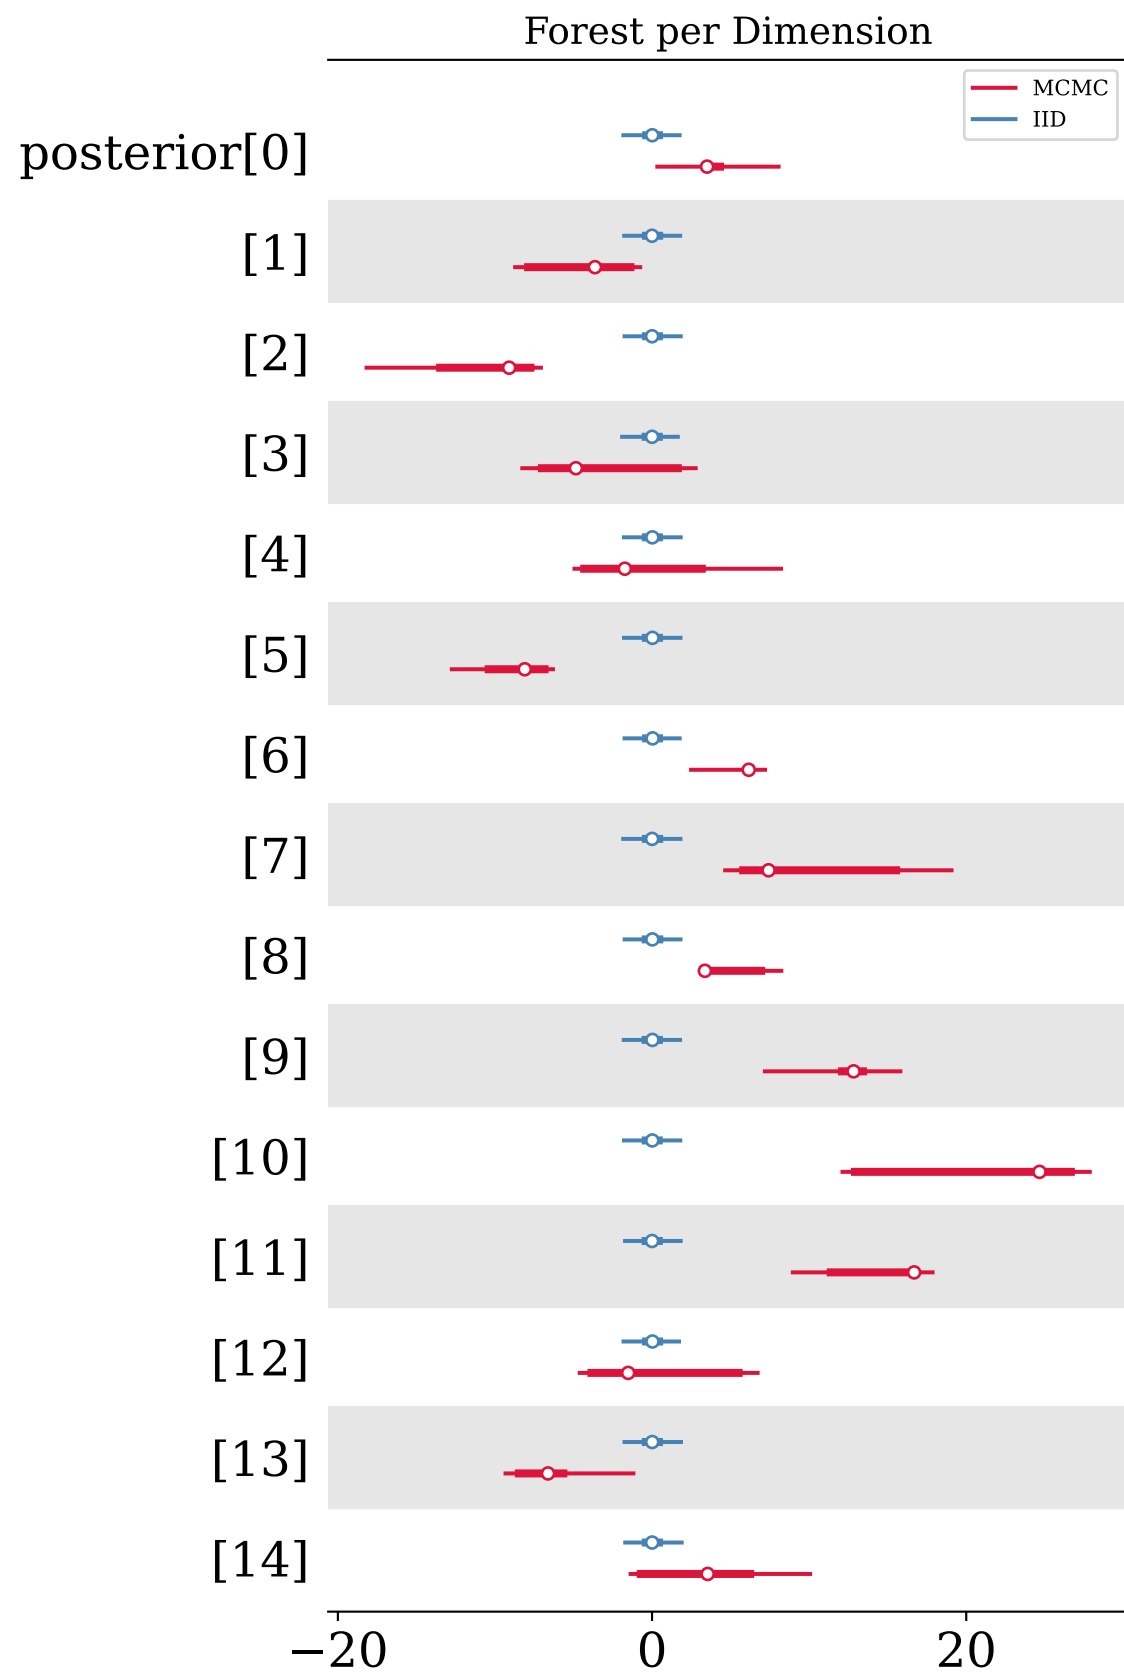 Forest per Dimension
MCMC
IID
posterior[0]
[1]
[2]
[3]
[4]
[5]
[6]
[7]
[8]
[9]
[10]
[11]
[12]
[13]
[14]
−20 0 20